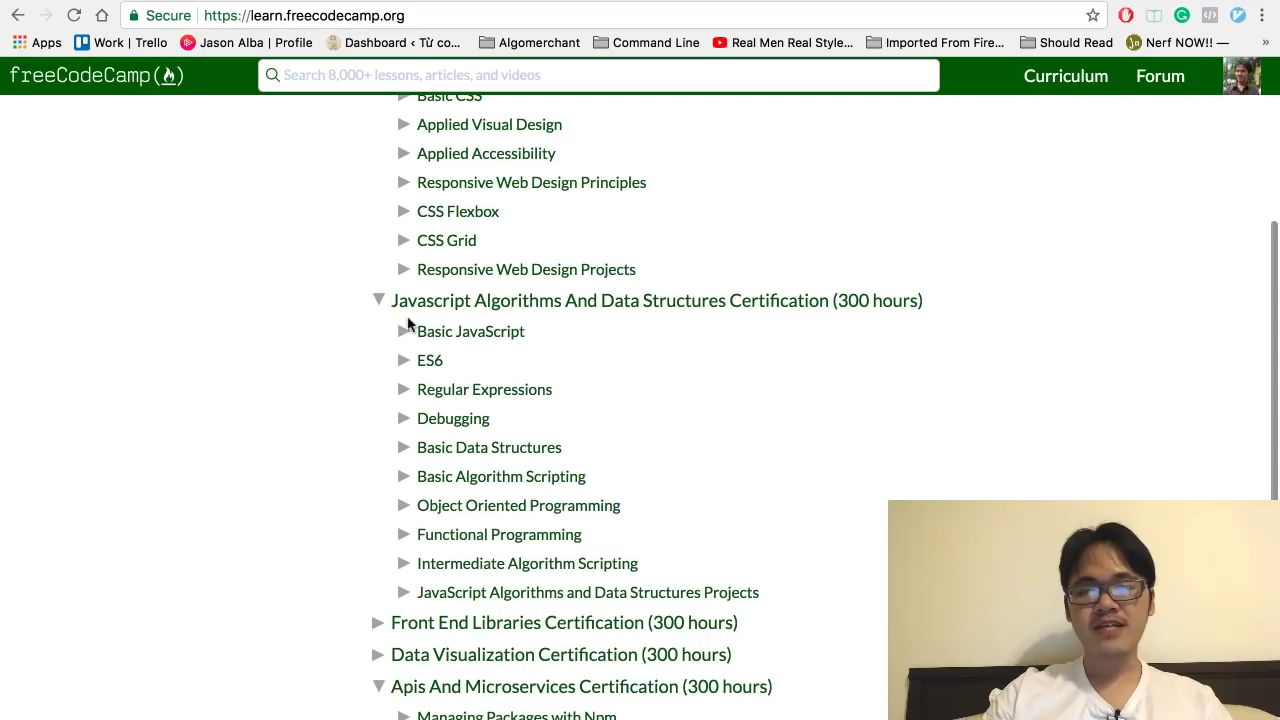 Secure https://learn.freecodecamp.org
Apps Work | Trello Jason Alba | Profile Dashboard ‹ Từ co... Algomerchant Command Line Real Men Real Style... Imported From Fire... Should Read Nerf NOW!! —
freeCodeCamp Search 8,000+ lessons, articles, and videos Curriculum Forum
Basic CSS
Applied Visual Design
Applied Accessibility
Responsive Web Design Principles
CSS Flexbox
CSS Grid
Responsive Web Design Projects
Javascript Algorithms And Data Structures Certification (300 hours)
Basic JavaScript
ES6
Regular Expressions
Debugging
Basic Data Structures
Basic Algorithm Scripting
Object Oriented Programming
Functional Programming
Intermediate Algorithm Scripting
JavaScript Algorithms and Data Structures Projects
Front End Libraries Certification (300 hours)
Data Visualization Certification (300 hours)
Apis And Microservices Certification (300 hours)
Managing Packages with Npm